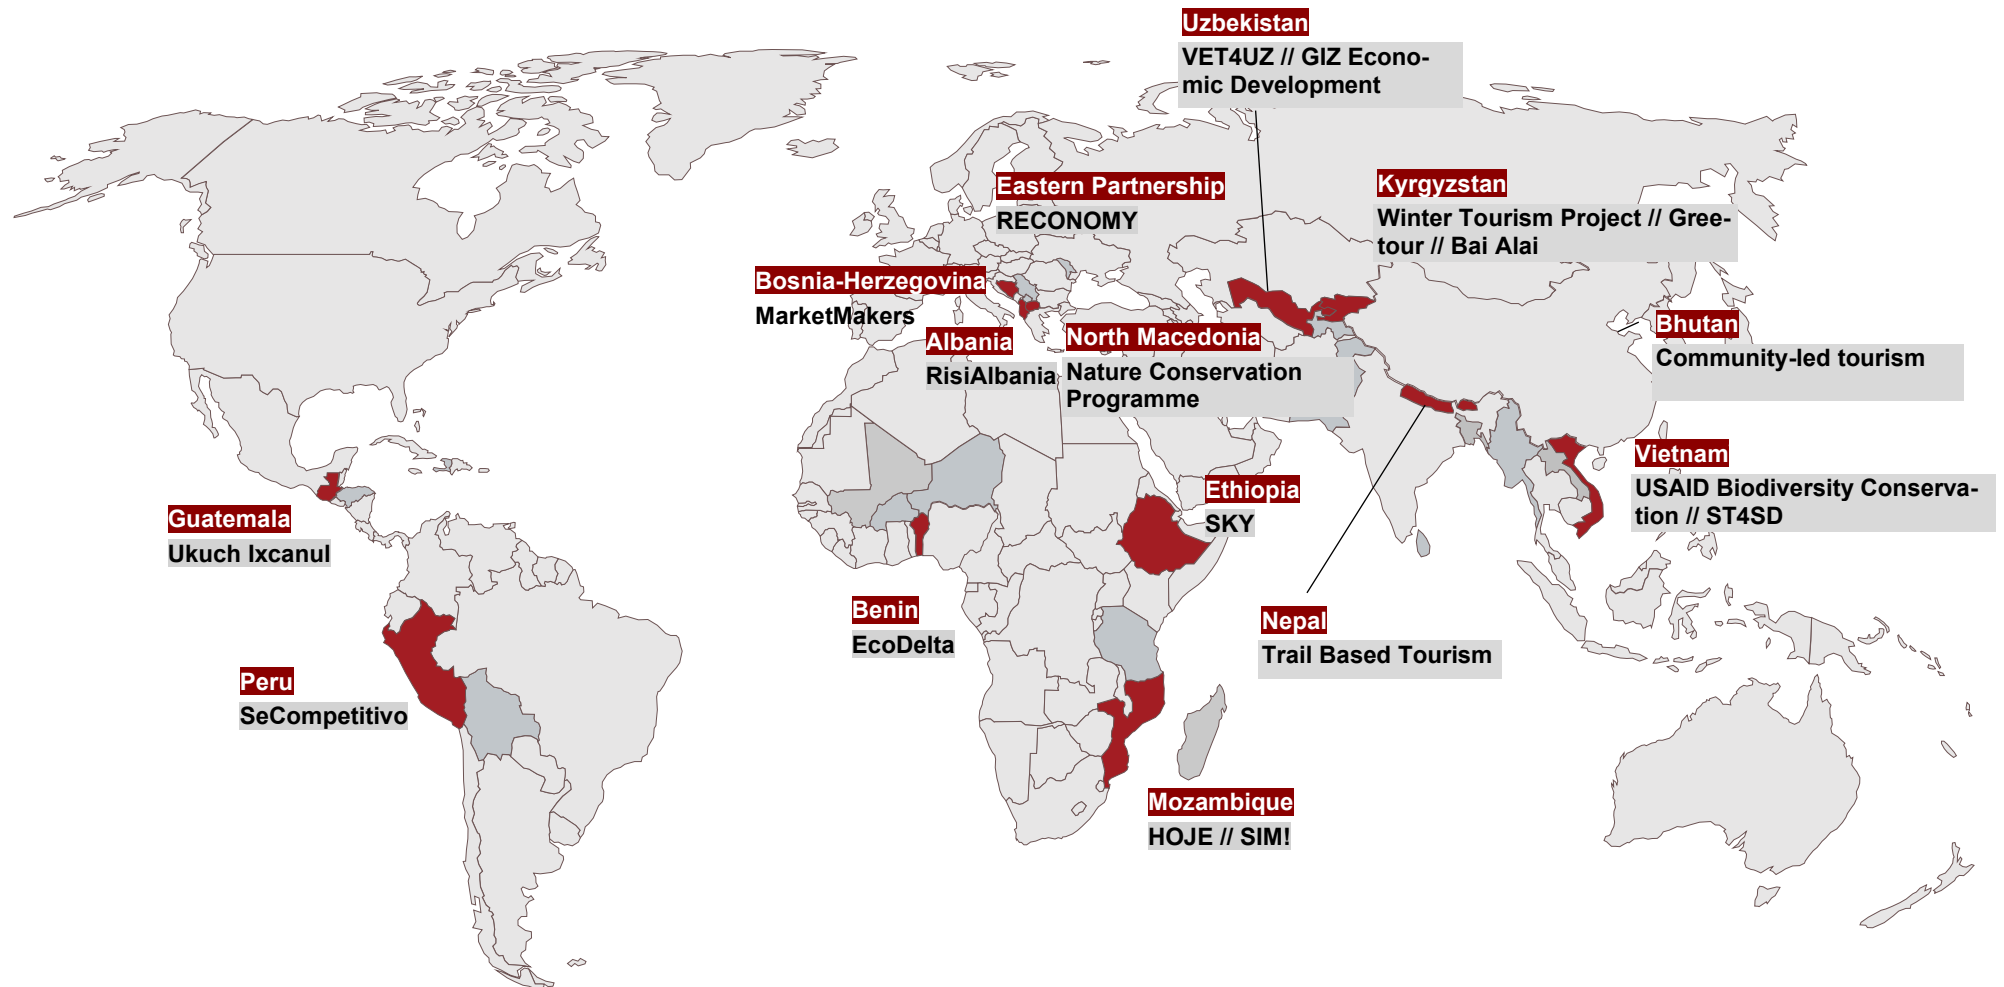 Uzbekistan
VET4UZ // GIZ Econo-
mic Development
Eastern Partnership
RECONOMY
Kyrgyzstan
Winter Tourism Project // Gree-
tour // Bai Alai
Bosnia-Herzegovina
MarketMakers
Albania
RisiAlbania
North Macedonia
Nature Conservation
Programme
Bhutan
Community-led tourism
Vietnam
USAID Biodiversity Conserva-
tion // ST4SD
Ethiopia
SKY
Guatemala
Ukuch Ixcanul
Benin
EcoDelta
Nepal
Trail Based Tourism
Peru
SeCompetitivo
Mozambique
HOJE // SIM!